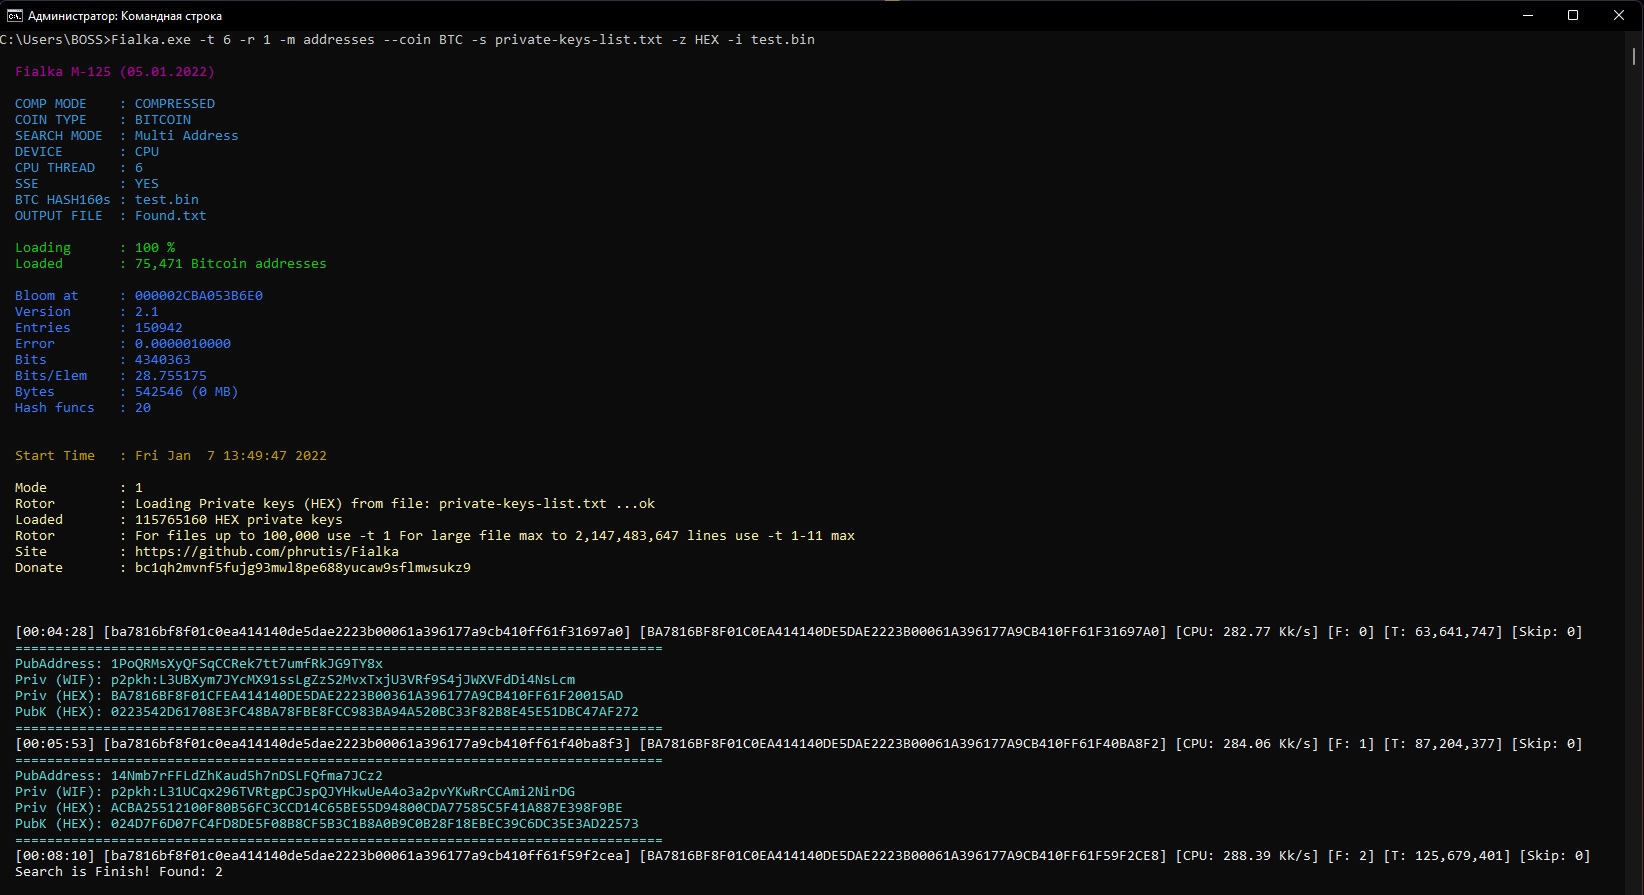 Администратор: Командная строка
C:\Users\BOSS>Fialka.exe -t 6 -r 1 -m addresses --coin BTC -s private-keys-list.txt -z HEX -i test.bin
Fialka M-125 (05.01.2022)
COMP MODE    : COMPRESSED
COIN TYPE    : BITCOIN
SEARCH MODE  : Multi Address
DEVICE       : CPU
CPU THREAD   : 6
SSE          : YES
BTC HASH160s : test.bin
OUTPUT FILE  : Found.txt
Loading      : 100 %
Loaded       : 75,471 Bitcoin addresses
Bloom at     : 000002CBA053B6E0
Version      : 2.1
Entries      : 150942
Error        : 0.0000010000
Bits         : 4340363
Bits/Elem    : 28.755175
Bytes        : 542546 (0 MB)
Hash funcs   : 20
Start Time   : Fri Jan  7 13:49:47 2022
Mode         : 1
Rotor        : Loading Private keys (HEX) from file: private-keys-list.txt ...ok
Loaded       : 115765160 HEX private keys
Rotor        : For files up to 100,000 use -t 1 For large file max to 2,147,483,647 lines use -t 1-11 max
Site         : https://github.com/phrutis/Fialka
Donate       : bc1qh2mvnf5fujg93mwl8pe688yucaw9sflmwsukz9
[00:04:28] [ba7816bf8f01c0ea414140de5dae2223b00061a396177a9cb410ff61f31697a0] [BA7816BF8F01C0EA414140DE5DAE2223B00061A396177A9CB410FF61F31697A0] [CPU: 282.77 Kk/s] [F: 0] [T: 63,641,747] [Skip: 0]
=================================================================================
PubAddress: 1PoQRMsXyQFSqCCRek7tt7umfRkJG9TY8x
Priv (WIF): p2pkh:L3UBXym7JYcMX91ssLgZzS2MvxTxjU3VRf9S4jJWXVFdDi4NsLcm
Priv (HEX): BA7816BF8F01CFEA414140DE5DAE2223B00361A396177A9CB410FF61F20015AD
PubK (HEX): 0223542D61708E3FC48BA78FBE8FCC983BA94A520BC33F82B8E45E51DBC47AF272
=================================================================================
[00:05:53] [ba7816bf8f01c0ea414140de5dae2223b00061a396177a9cb410ff61f40ba8f3] [BA7816BF8F01C0EA414140DE5DAE2223B00061A396177A9CB410FF61F40BA8F2] [CPU: 284.06 Kk/s] [F: 1] [T: 87,204,377] [Skip: 0]
=================================================================================
PubAddress: 14Nmb7rFFLdZhKaud5h7nDSLFQfma7JCz2
Priv (WIF): p2pkh:L31UCqx296TVRtgpCJspQJYHkwUeA4o3a2pvYKwRrCCAmi2NirDG
Priv (HEX): ACBA25512100F80B56FC3CCD14C65BE55D94800CDA77585C5F41A887E398F9BE
PubK (HEX): 024D7F6D07FC4FD8DE5F08B8CF5B3C1B8A0B9C0B28F18EBEC39C6DC35E3AD22573
=================================================================================
[00:08:10] [ba7816bf8f01c0ea414140de5dae2223b00061a396177a9cb410ff61f59f2cea] [BA7816BF8F01C0EA414140DE5DAE2223B00061A396177A9CB410FF61F59F2CE8] [CPU: 288.39 Kk/s] [F: 2] [T: 125,679,401] [Skip: 0]
Search is Finish! Found: 2